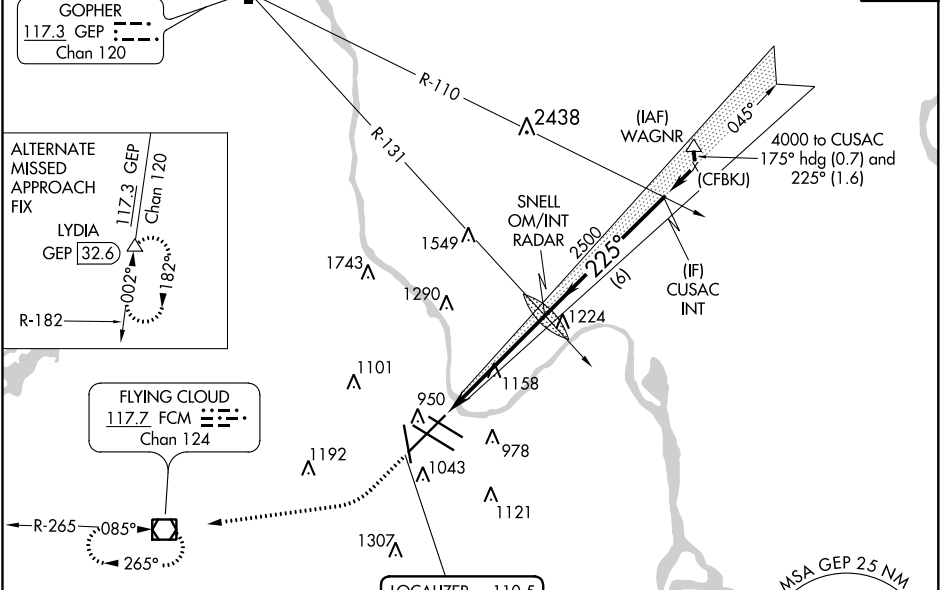 GOPHER
117.3 GEP
Chan 120
R-110
R-131
2438
(IAF)
WAGNR
045°
4000 to CUSAC
175° hdg (0.7) and
225° (1.6)
(CFBKJ)
ALTERNATE
MISSED
APPROACH
FIX
117.3 GEP
Chan 120
LYDIA
GEP 32.6
002°
182°
R-182
SNELL
OM/INT
RADAR
2500
225°
(6)
(IF)
CUSAC
INT
1549
1743
1290
1224
1101
1158
950
978
1192
1043
1121
1307
FLYING CLOUD
117.7 FCM
Chan 124
R-265
085°
265°
LOCALIZER 110.5
MSA GEP 25 NM